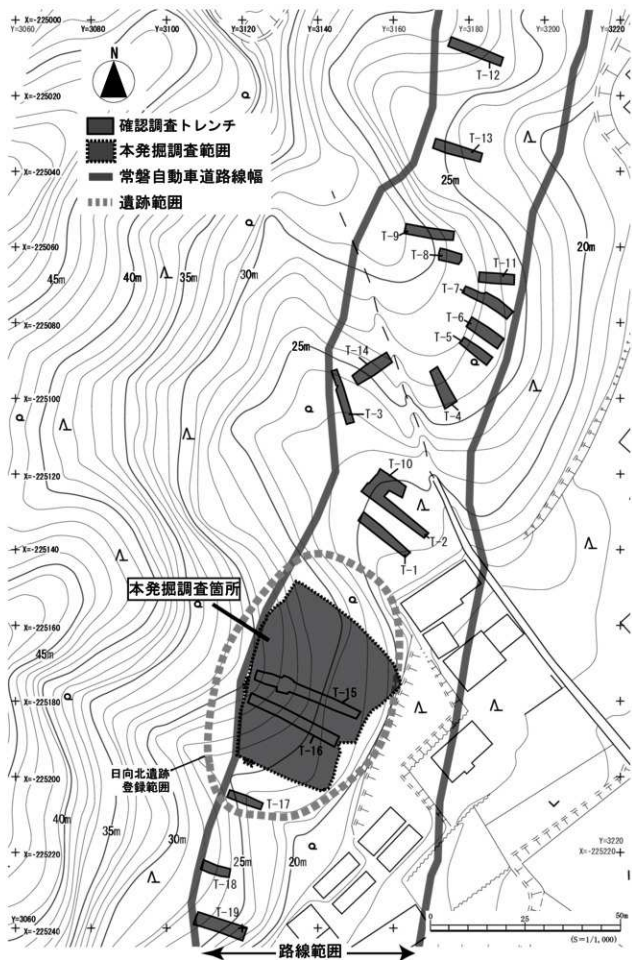 X=-225000
Y=3060
Y=3080
Y=3100
Y=3120
Y=3140
Y=3160
Y=3180
Y=3200
Y=3220
N
T-12
X=-225020
確認調査トレンチ
本発掘調査範囲
常磐自動車道路線幅
遺跡範囲
T-13
X=-225040
25m
T-9
T-8
20m
X=-225060
45m
40m
35m
30m
T-11
T-7
T-6
X=-225080
T-5
25m
T-14
T-4
X=-225100
T-3
T-10
X=-225120
T-2
T-1
X=-225140
本発掘調査箇所
X=-225160
45m
T-15
X=-225180
T-16
日向北遺跡
登録範囲
X=-225200
T-17
40m
35m
30m
25m
20m
Y=3220
X=-225220
X=-225220
T-18
Y=3060
T-19
X=-225240
0
25
50m
(S=1/1,000)
路線範囲